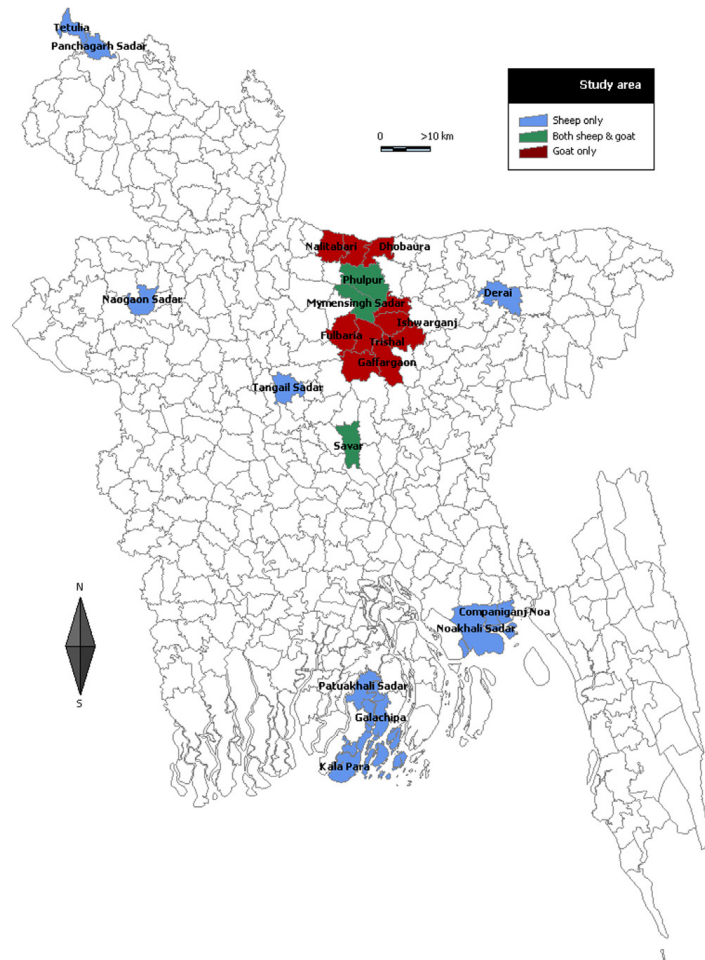 Tetulia
Panchagarh Sadar
Study area
Sheep only
Both sheep & goat
Goat only
0 >10 km
Nalitabari Dhobaura
Phulpur
Derai
Naogaon Sadar
Mymensingh Sadar
Ishwarganj
Fulbaria
Trishal
Gaffargaon
Tangail Sadar
Savar
N
S
Companiganj Noa
Noakhali Sadar
Patuakhali Sadar
Galachipa
Kala Para